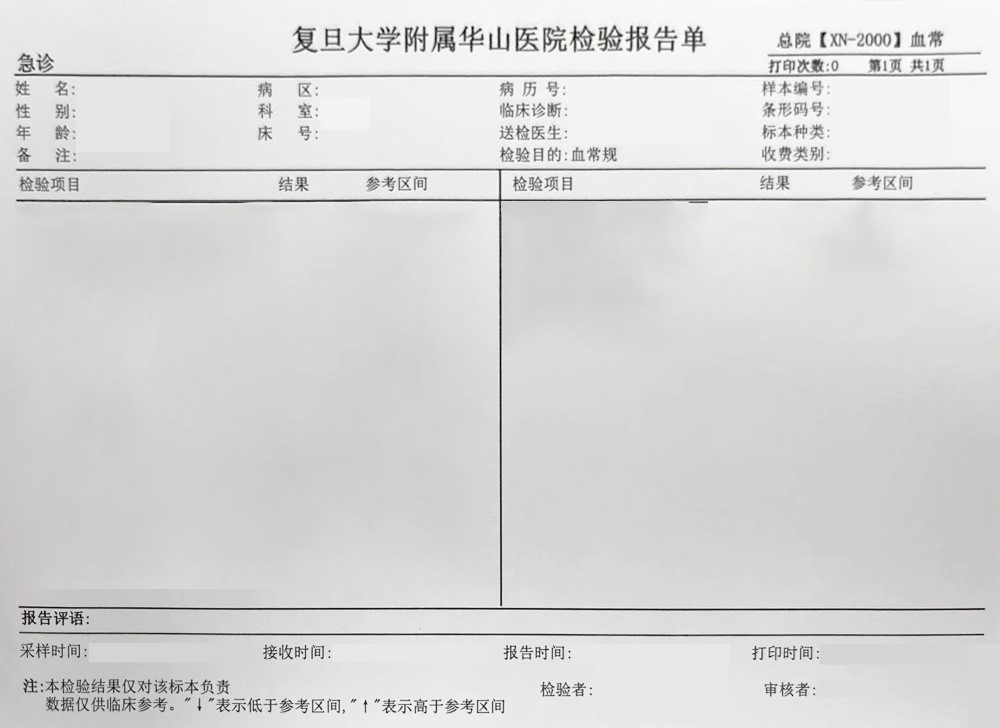 复旦大学附属华山医院检验报告单
总院【XN-2000】血常
急诊
打印次数:0 第1页 共1页
姓 名: 病 区: 病 历 号: 样本编号:
性 别: 科 室: 临床诊断: 条形码号:
年 龄: 床 号: 送检医生: 标本种类:
备 注: 检验目的:血常规 收费类别:
检验项目 结果 参考区间 检验项目 结果 参考区间
报告评语:
采样时间: 接收时间: 报告时间: 打印时间:
注:本检验结果仅对该标本负责 检验者: 审核者:
数据仅供临床参考。"↓"表示低于参考区间,"↑"表示高于参考区间